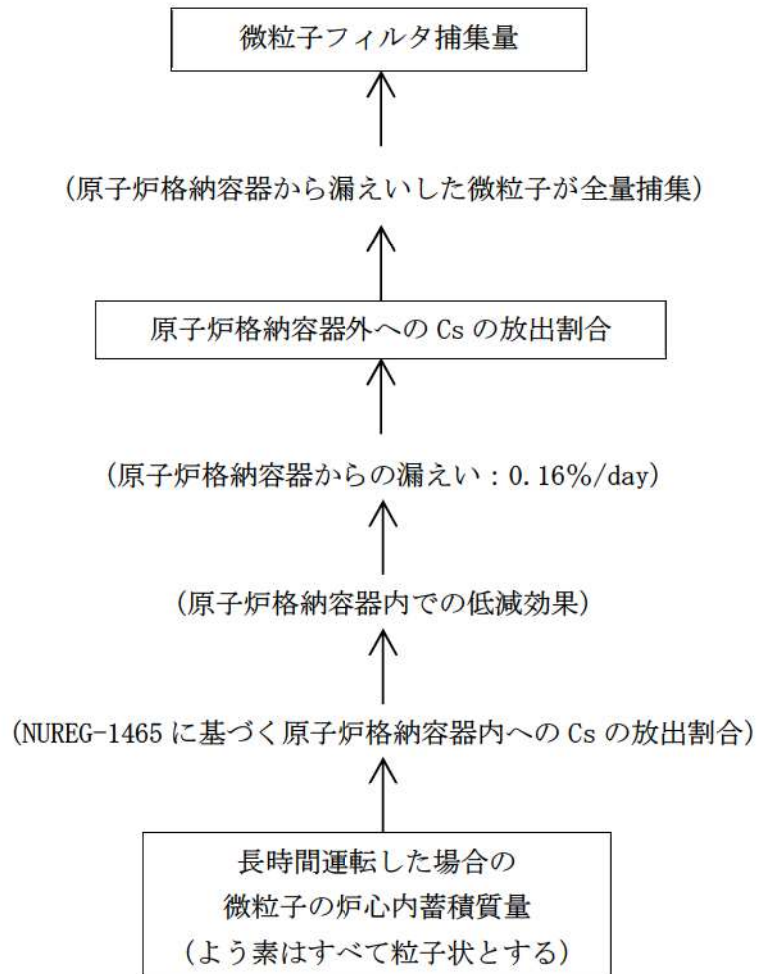 微粒子フィルタ捕集量
(原子炉格納容器から漏えいした微粒子が全量捕集)
原子炉格納容器外への Cs の放出割合
(原子炉格納容器からの漏えい：0.16%/day)
(原子炉格納容器内での低減効果)
(NUREG-1465 に基づく原子炉格納容器内への Cs の放出割合)
長時間運転した場合の
微粒子の炉心内蓄積質量
(よう素はすべて粒子状とする)